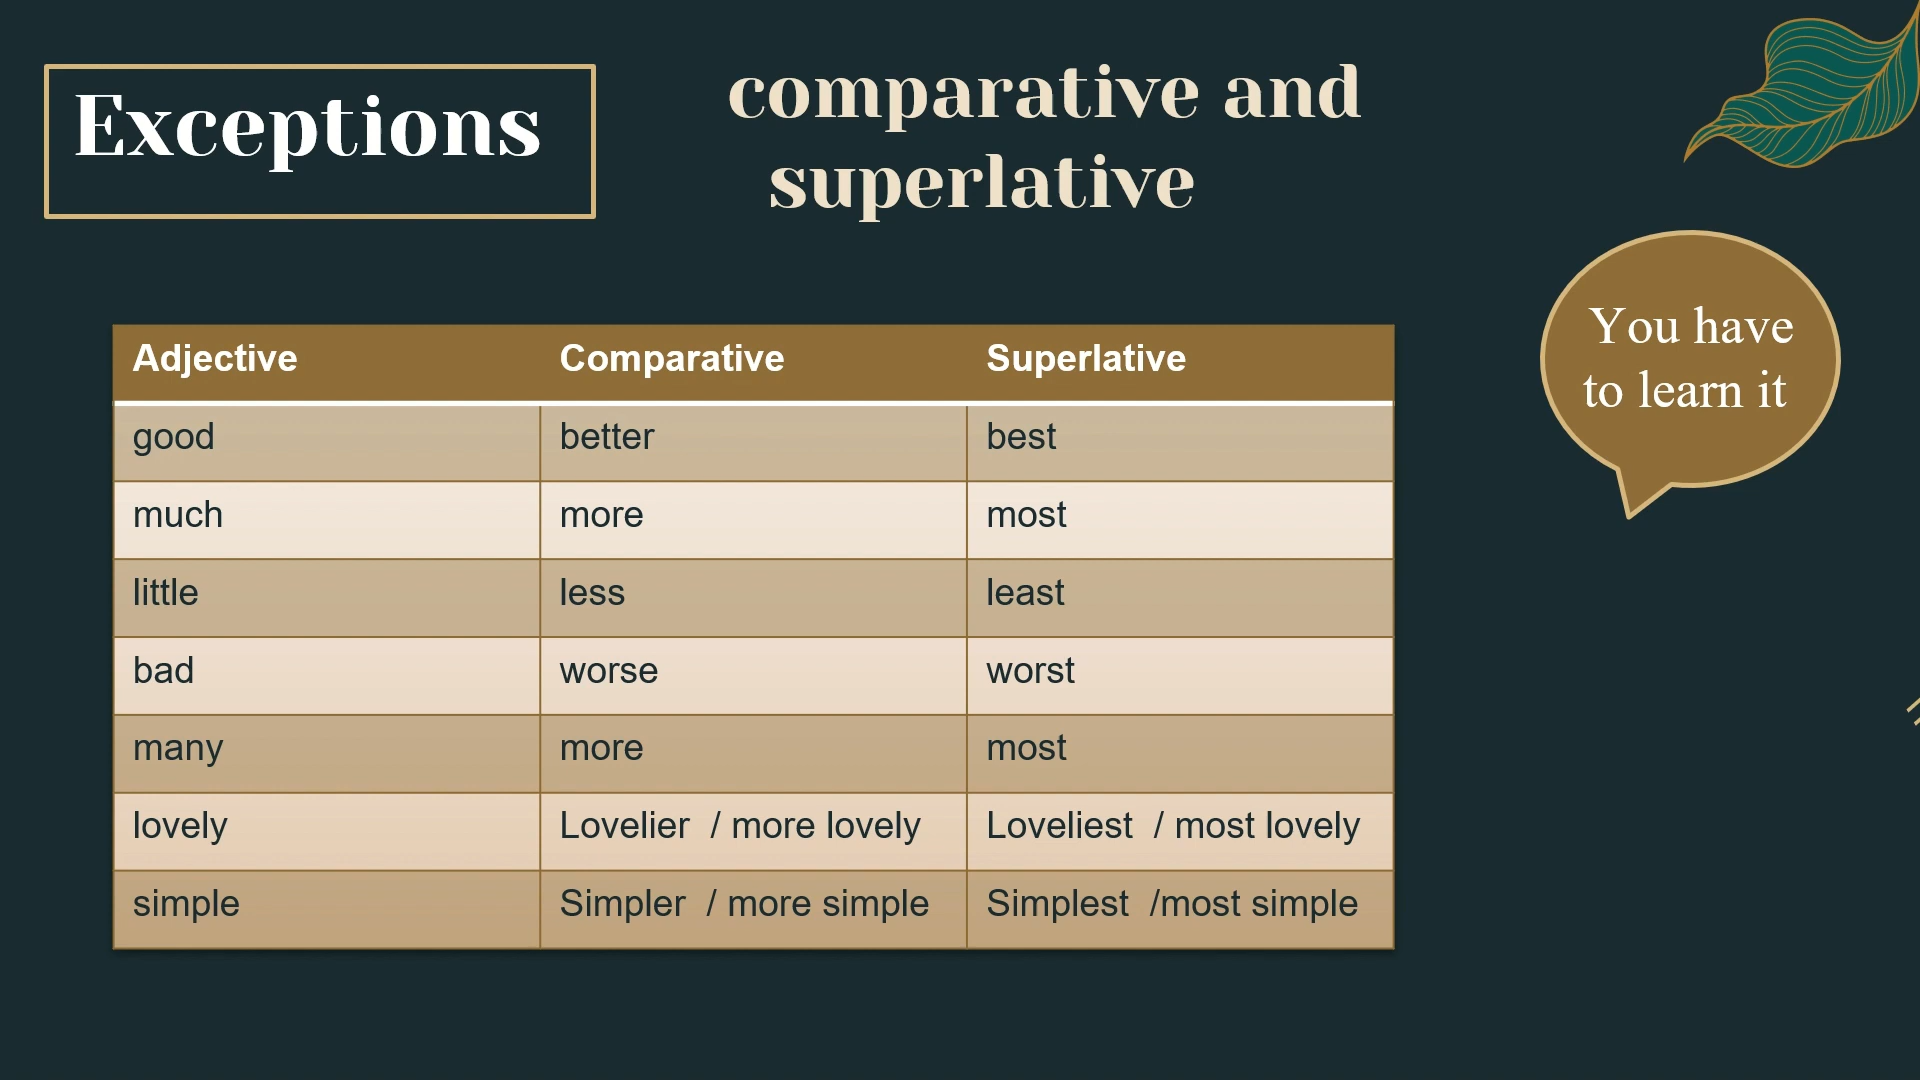 Exceptions
comparative and
superlative
You have
to learn it
Adjective Comparative Superlative
good better best
much more most
little less least
bad worse worst
many more most
lovely Lovelier / more lovely Loveliest / most lovely
simple Simpler / more simple Simplest /most simple